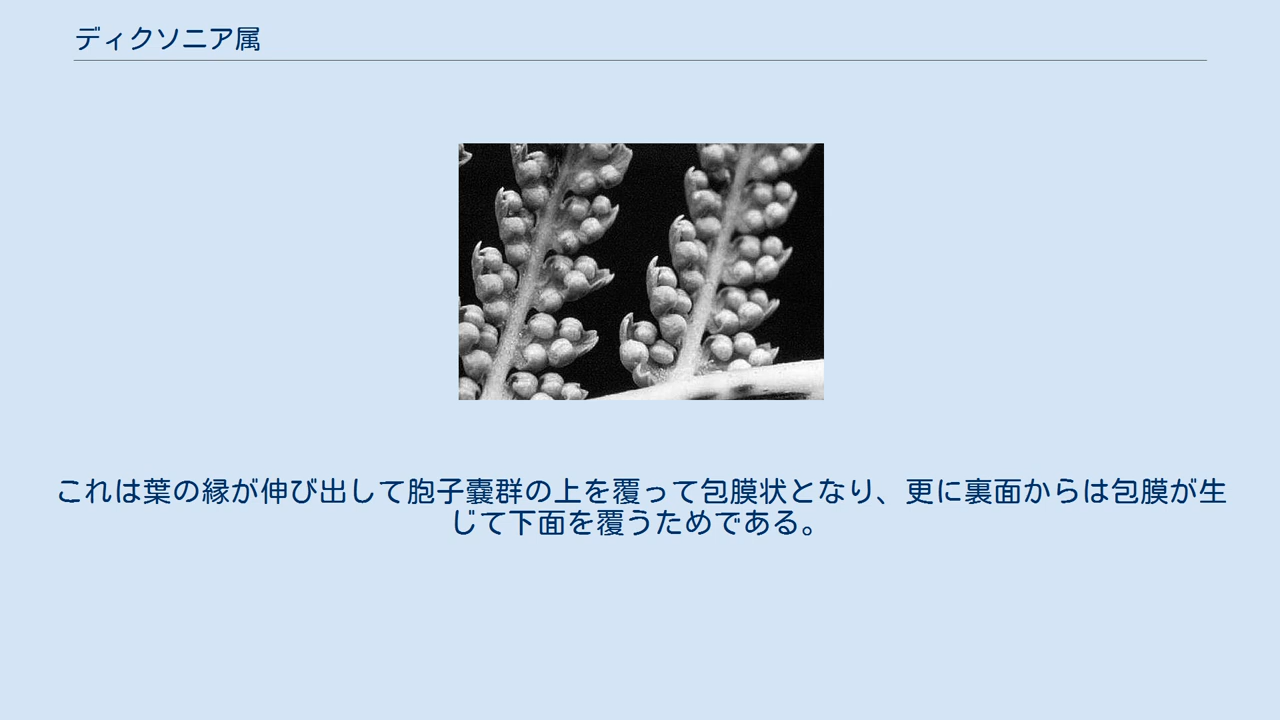 ディクソニア属
これは葉の縁が伸び出して胞子嚢群の上を覆って包膜状となり、更に裏面からは包膜が生
じて下面を覆うためである。